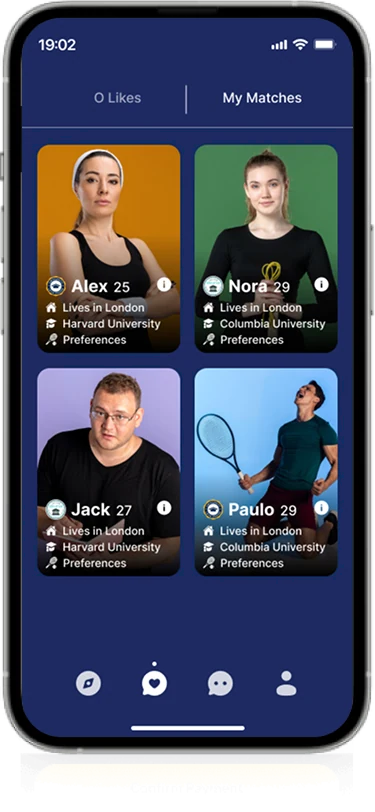 19:02
0 Likes
My Matches
Alex 25
Lives in London
Harvard University
Preferences
Nora 29
Lives in London
Columbia University
Preferences
Jack 27
Lives in London
Harvard University
Preferences
Paulo 29
Lives in London
Columbia University
Preferences